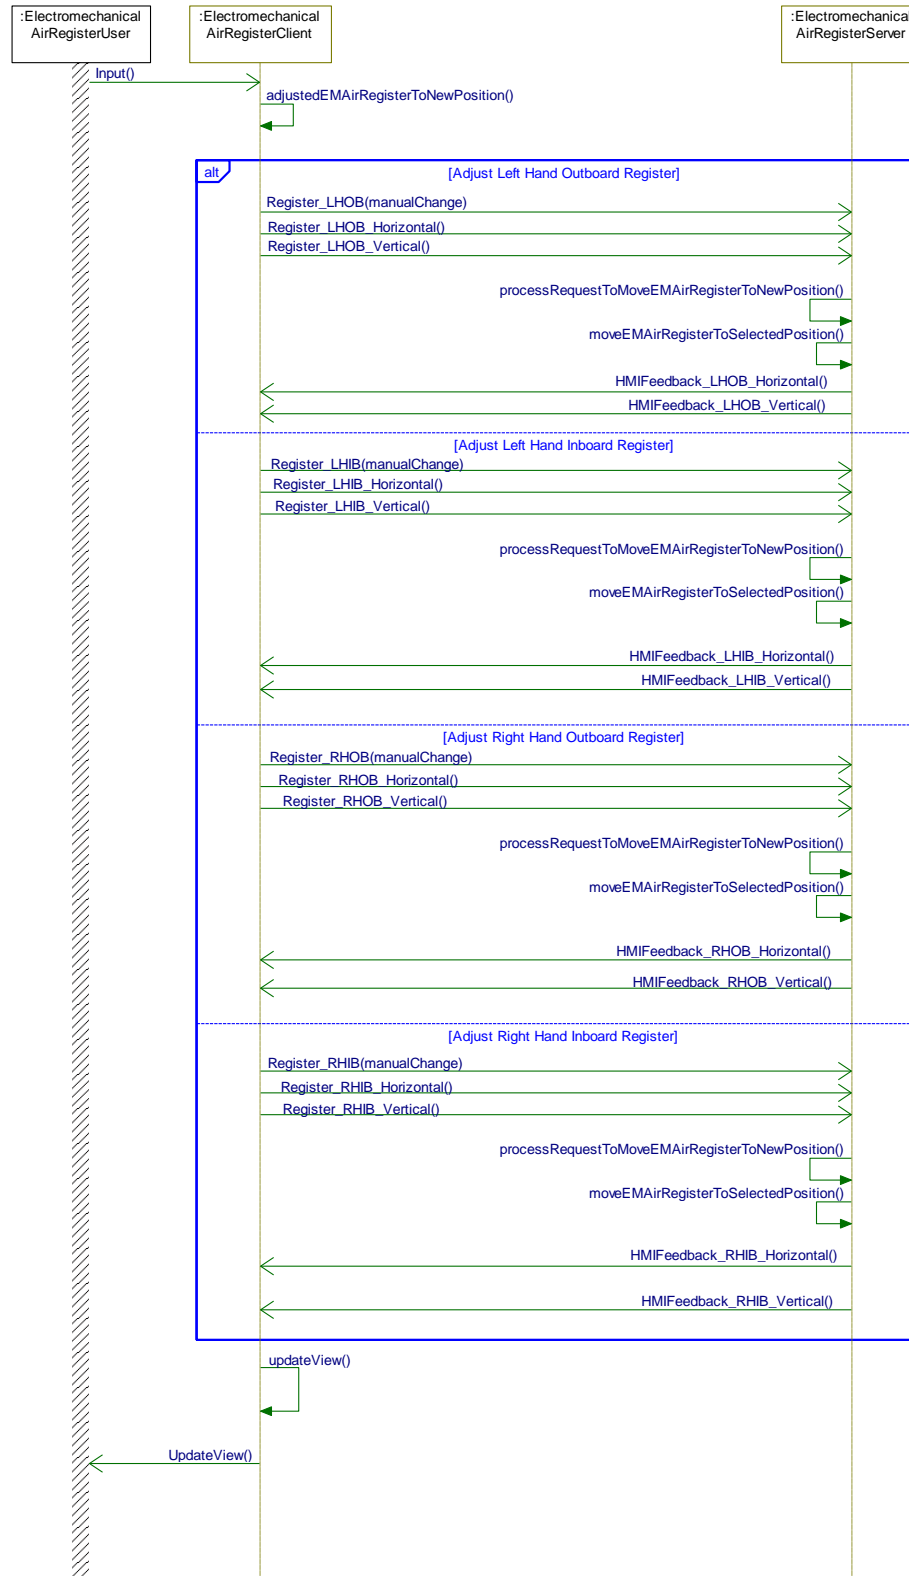 :Electromechanical
AirRegisterUser
:Electromechanical
AirRegisterClient
:Electromechanical
AirRegisterServer
Input()
adjustedEMAirRegisterToNewPosition()
alt
[Adjust Left Hand Outboard Register]
Register_LHOB(manualChange)
Register_LHOB_Horizontal()
Register_LHOB_Vertical()
processRequestToMoveEMAirRegisterToNewPosition()
moveEMAirRegisterToSelectedPosition()
HMIFeedback_LHOB_Horizontal()
HMIFeedback_LHOB_Vertical()
[Adjust Left Hand Inboard Register]
Register_LHIB(manualChange)
Register_LHIB_Horizontal()
Register_LHIB_Vertical()
processRequestToMoveEMAirRegisterToNewPosition()
moveEMAirRegisterToSelectedPosition()
HMIFeedback_LHIB_Horizontal()
HMIFeedback_LHIB_Vertical()
[Adjust Right Hand Outboard Register]
Register_RHOB(manualChange)
Register_RHOB_Horizontal()
Register_RHOB_Vertical()
processRequestToMoveEMAirRegisterToNewPosition()
moveEMAirRegisterToSelectedPosition()
HMIFeedback_RHOB_Horizontal()
HMIFeedback_RHOB_Vertical()
[Adjust Right Hand Inboard Register]
Register_RHIB(manualChange)
Register_RHIB_Horizontal()
Register_RHIB_Vertical()
processRequestToMoveEMAirRegisterToNewPosition()
moveEMAirRegisterToSelectedPosition()
HMIFeedback_RHIB_Horizontal()
HMIFeedback_RHIB_Vertical()
updateView()
UpdateView()